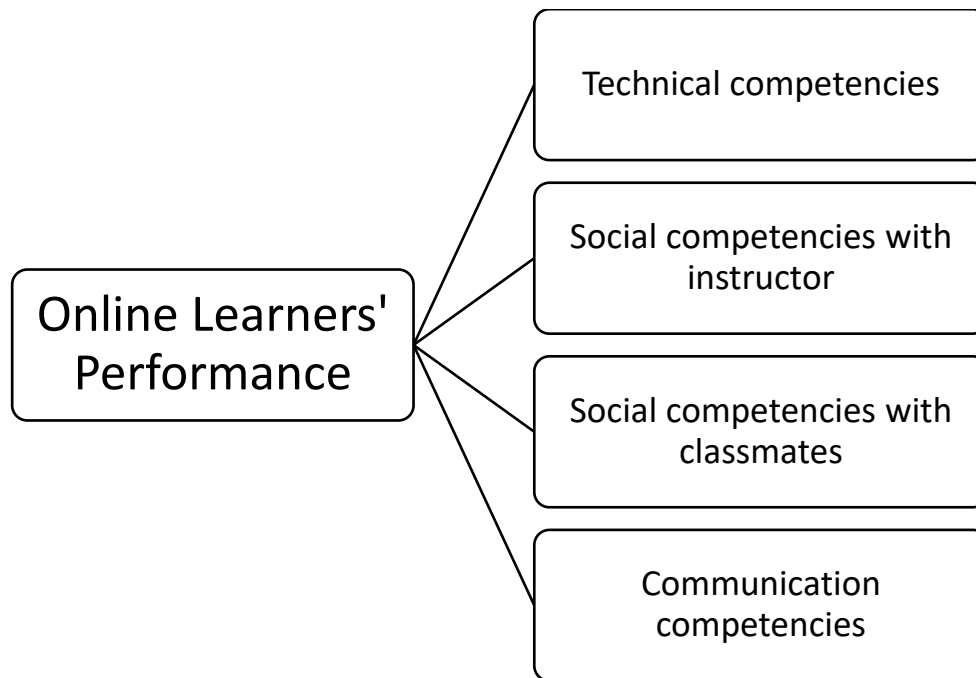 Online Learners'
Performance
Technical competencies
Social competencies with
instructor
Social competencies with
classmates
Communication
competencies